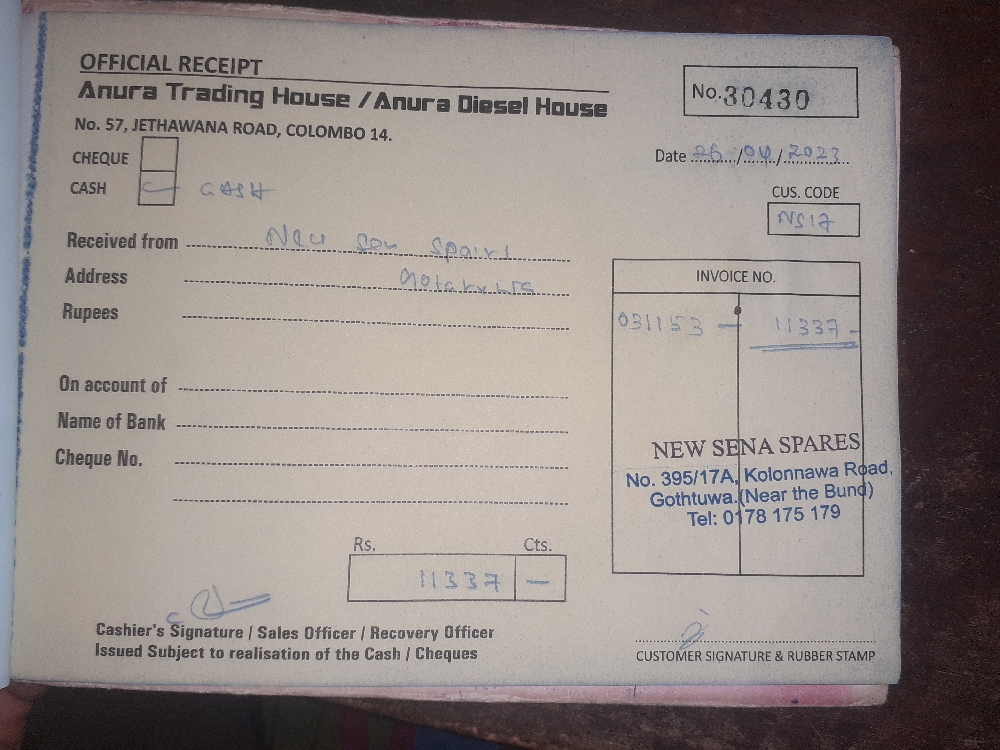 OFFICIAL RECEIPT
Anura Trading House / Anura Diesel House
No. 57, JETHAWANA ROAD, COLOMBO 14.
No. 30430
Date 26/04/2023
CHEQUE
CASH CASH
CUS. CODE
NS17
Received from New Spairs
Address
Rupees
On account of
Name of Bank
Cheque No.
INVOICE NO.
031153 — 11337 -
NEW SENA SPARES
No. 395/17A, Kolonnawa Road,
Gothtuwa.(Near the Bund)
Tel: 0178 175 179
Rs. Cts.
11337 —
Cashier's Signature / Sales Officer / Recovery Officer
Issued Subject to realisation of the Cash / Cheques
CUSTOMER SIGNATURE & RUBBER STAMP